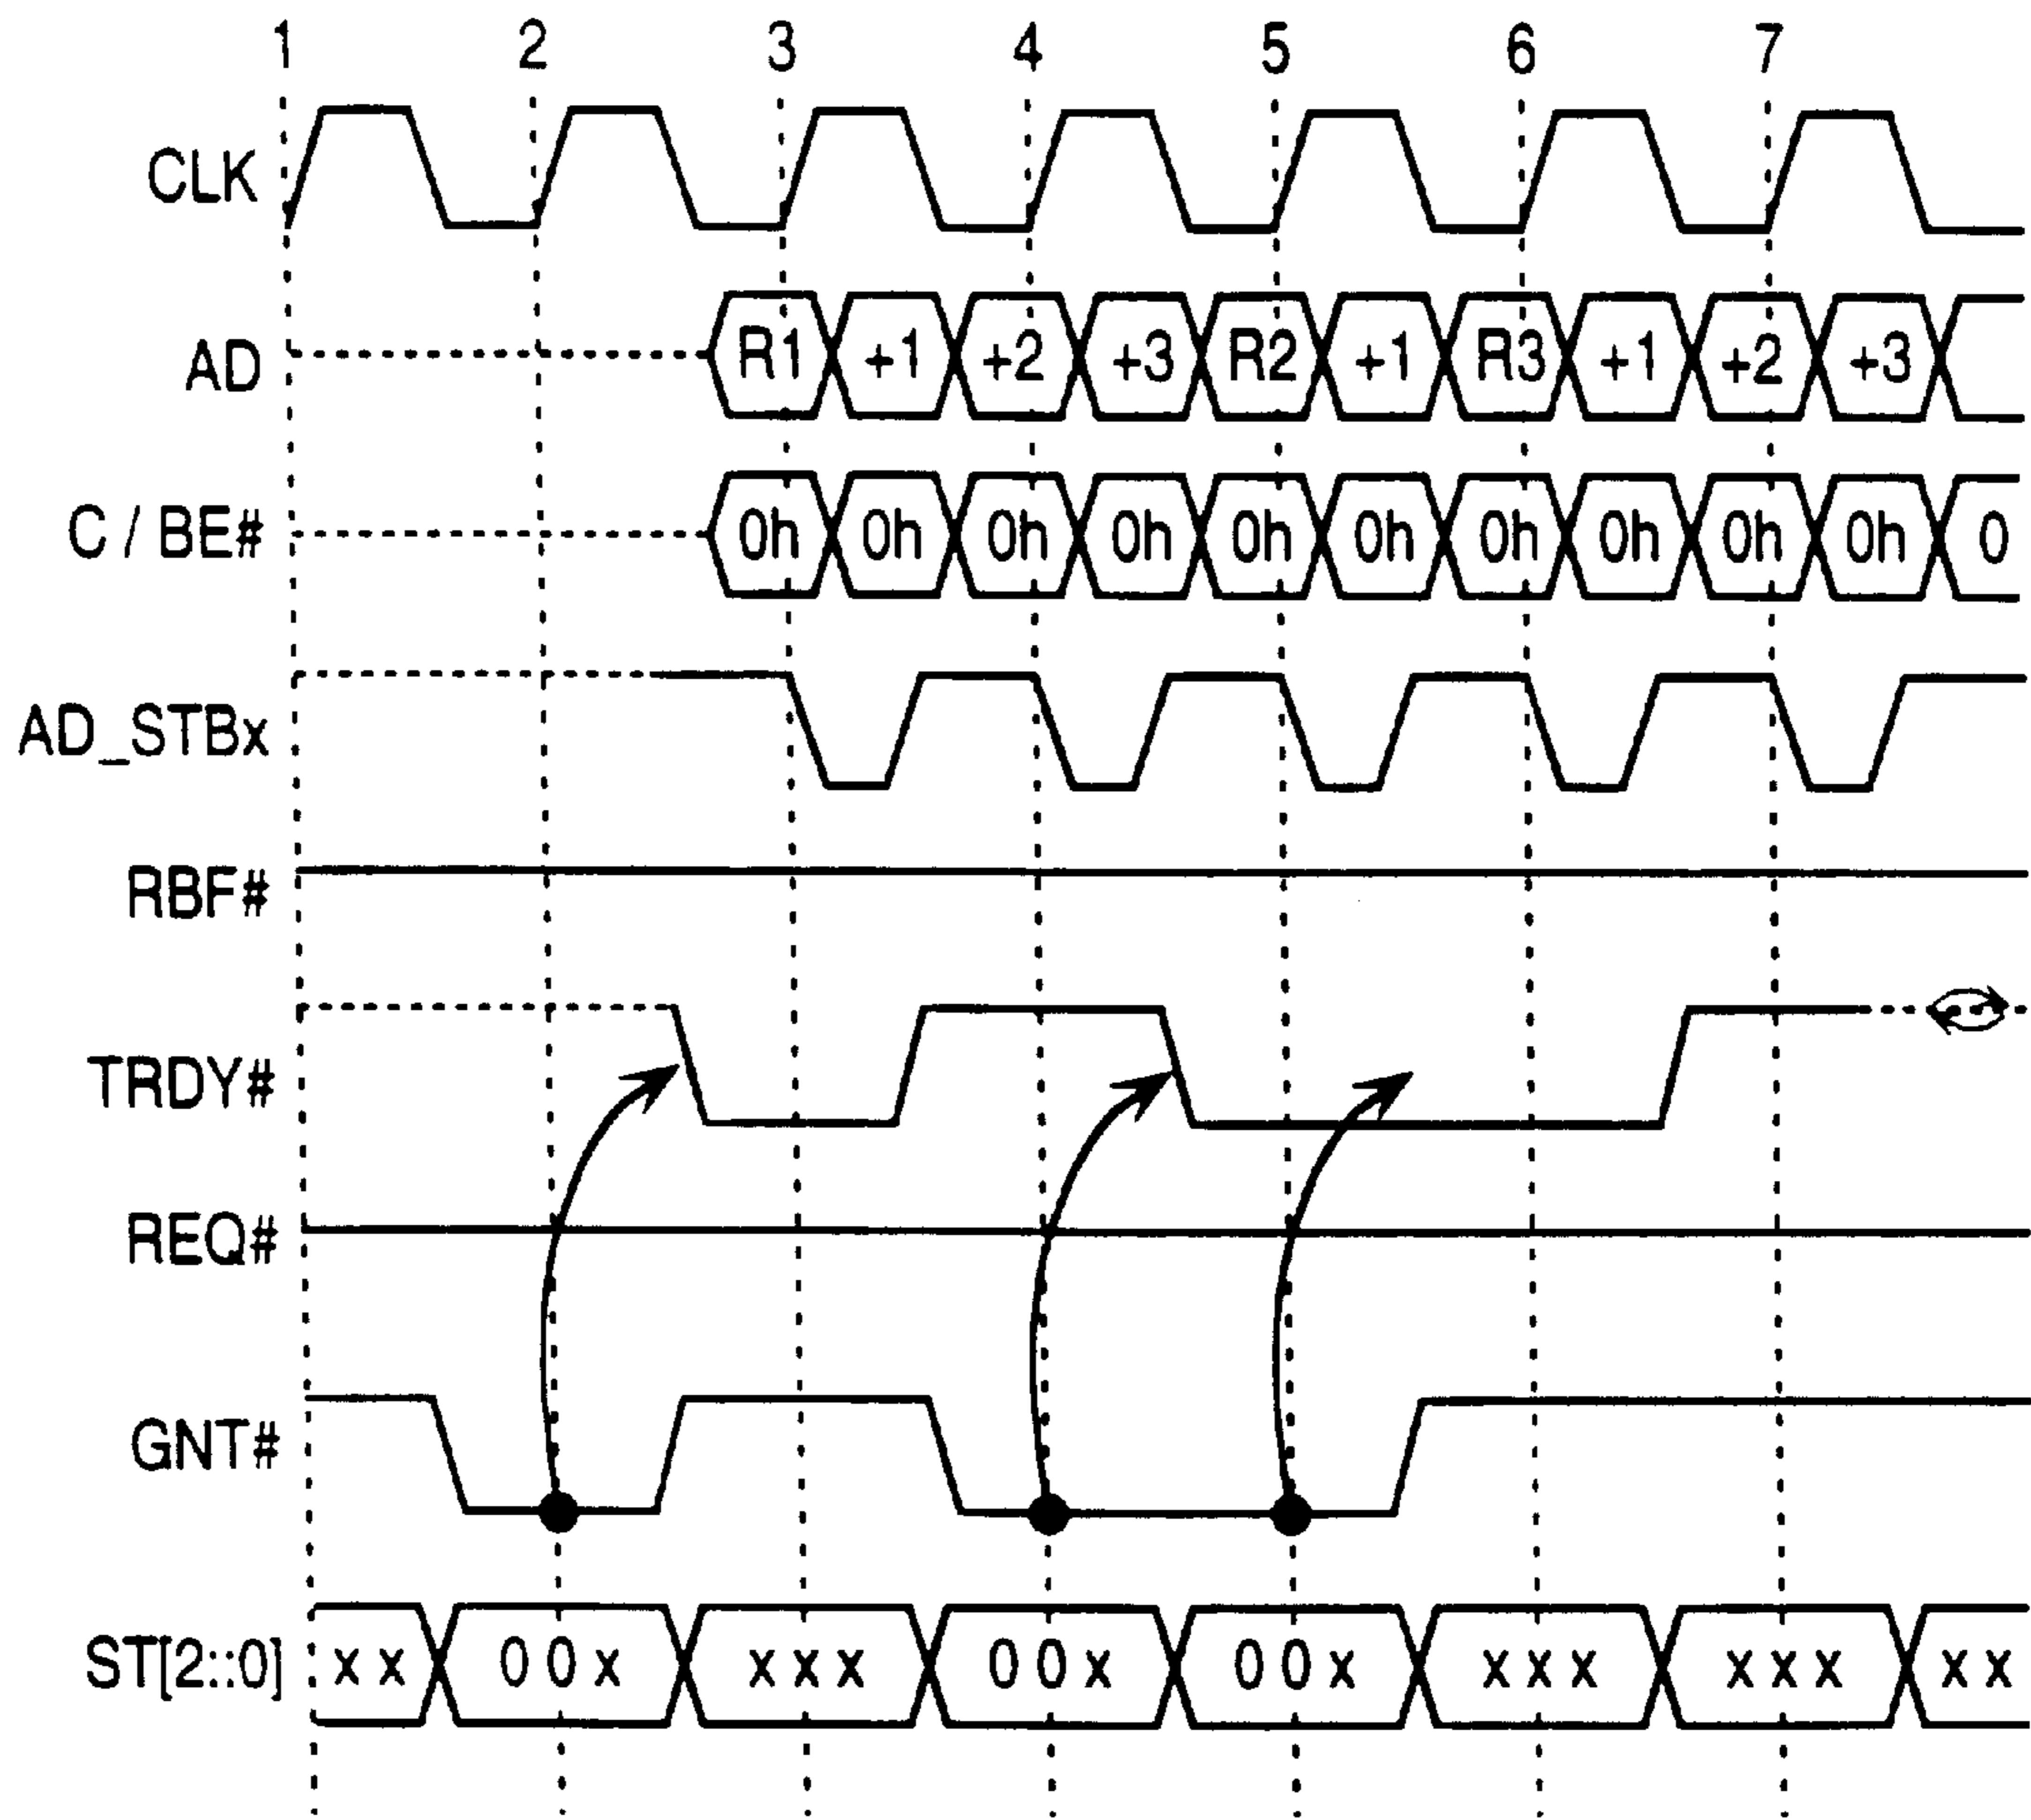 1 2 3 4 5 6 7
CLK
AD R1 +1 +2 +3 R2 +1 R3 +1 +2 +3
C / BE# 0h 0h 0h 0h 0h 0h 0h 0h 0h 0h 0
AD_STBx
RBF#
TRDY#
REQ#
GNT#
ST[2::0] x x 0 0 x x x x 0 0 x 0 0 x x x x x x x x x